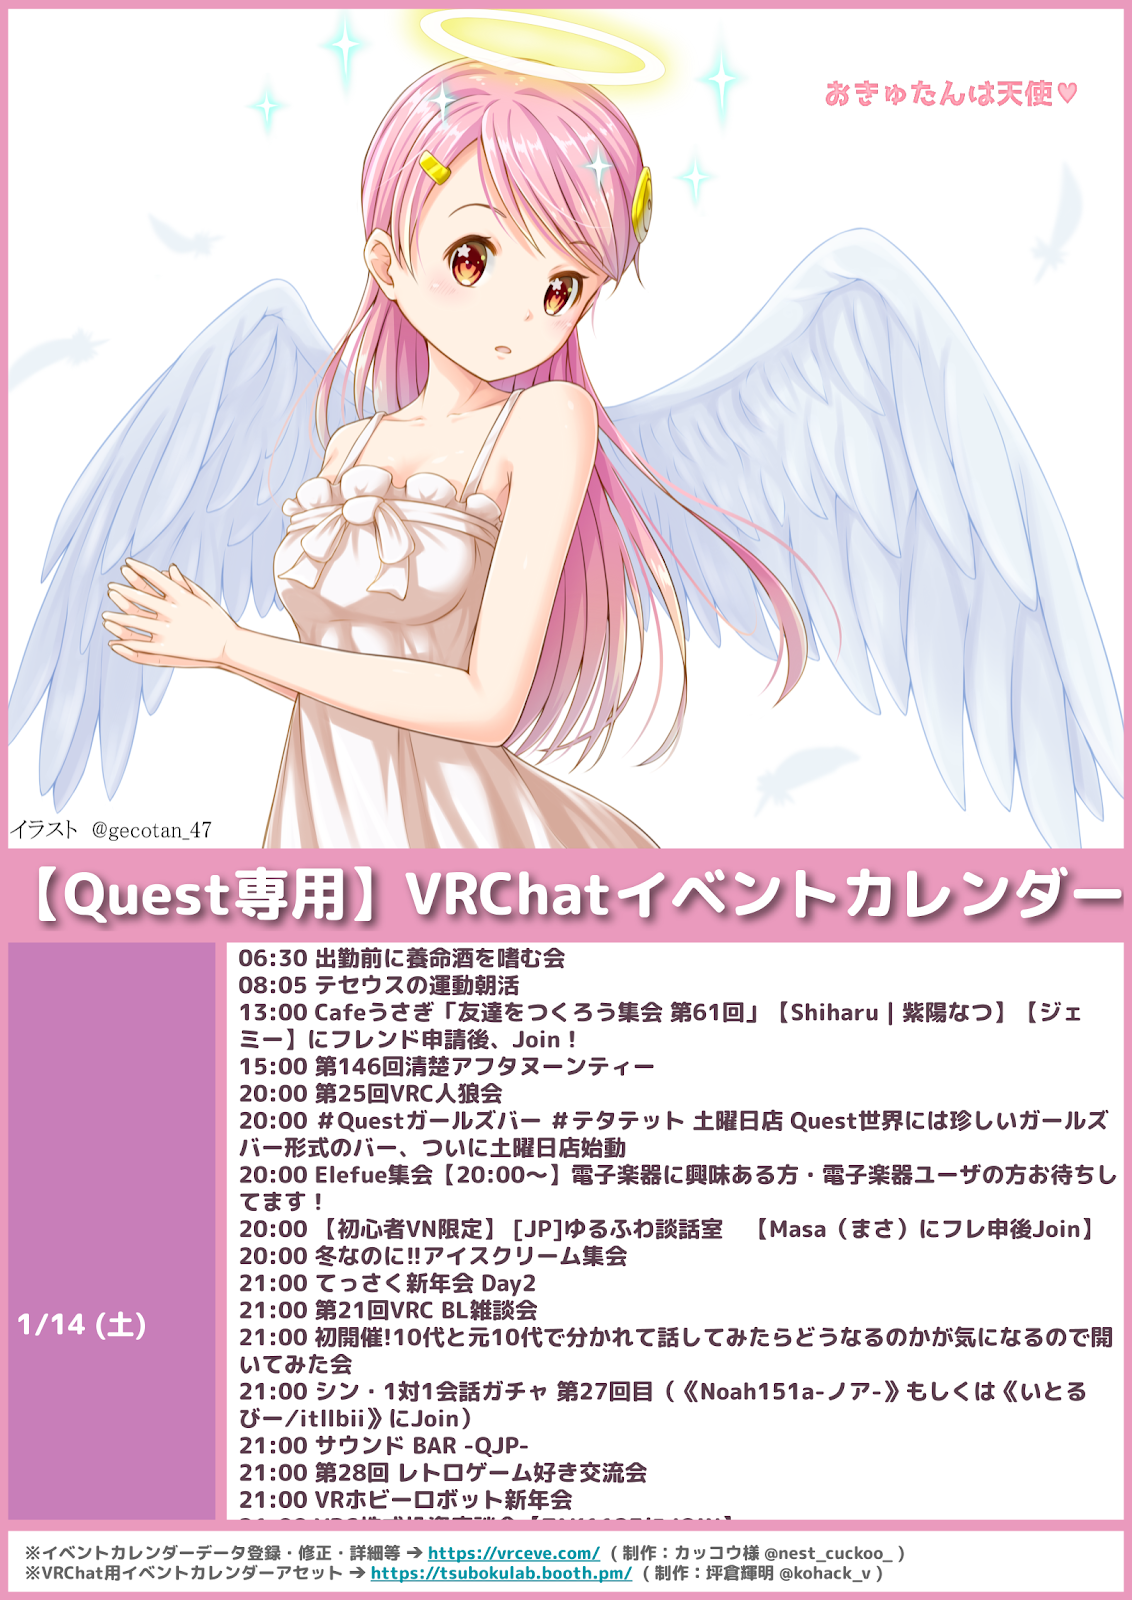 おきゅたんは天使♥
イラスト @gecotan_47
【Quest専用】VRChatイベントカレンダー
1/14 (土)
06:30 出勤前に養命酒を嗜む会
08:05 テセウスの運動朝活
13:00 Cafeうさぎ「友達をつくろう集会 第61回」【Shiharu | 紫陽なつ】【ジェ
ミー】にフレンド申請後、Join！
15:00 第146回清楚アフタヌーンティー
20:00 第25回VRC人狼会
20:00 ＃Questガールズバー ＃テタテット 土曜日店 Quest世界には珍しいガールズ
バー形式のバー、ついに土曜日店始動
20:00 Elefue集会【20:00～】電子楽器に興味ある方・電子楽器ユーザの方お待ちし
てます！
20:00 【初心者VN限定】 [JP]ゆるふわ談話室　【Masa（まさ）にフレ申後Join】
20:00 冬なのに!!アイスクリーム集会
21:00 てっさく新年会 Day2
21:00 第21回VRC BL雑談会
21:00 初開催!10代と元10代で分かれて話してみたらどうなるのかが気になるので開
いてみた会
21:00 シン・1対1会話ガチャ 第27回目（《Noah151a-ノア-》もしくは《いとる
びー/itIlbii》にJoin）
21:00 サウンド BAR -QJP-
21:00 第28回 レトロゲーム好き交流会
21:00 VRホビーロボット新年会
※イベントカレンダーデータ登録・修正・詳細等 ➔ https://vrceve.com/ （制作：カッコウ様 @nest_cuckoo_ ）
※VRChat用イベントカレンダーアセット ➔ https://tsubokulab.booth.pm/ （制作：坪倉輝明 @kohack_v ）